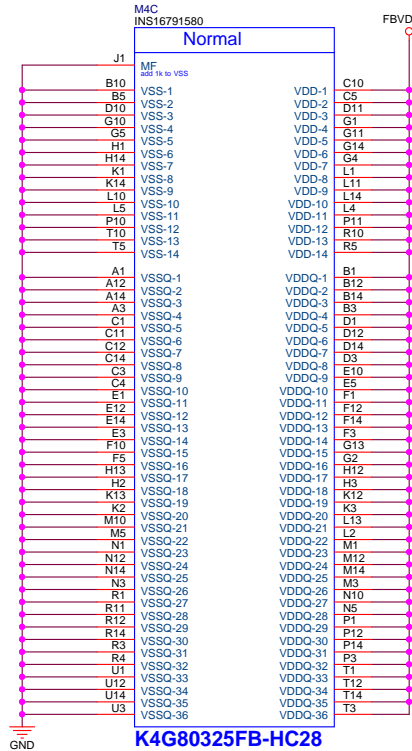 M4C
INS16791580
FBVD
Normal
J1 MF
add 1k to VSS
B10 VSS-1 VDD-1 C10
B5 VSS-2 VDD-2 C5
D10 VSS-3 VDD-3 D11
G10 VSS-4 VDD-4 G1
G5 VSS-5 VDD-5 G11
H1 VSS-6 VDD-6 G14
H14 VSS-7 VDD-7 G4
K1 VSS-8 VDD-8 L1
K14 VSS-9 VDD-9 L11
L10 VSS-10 VDD-10 L14
L5 VSS-11 VDD-11 L4
P10 VSS-12 VDD-12 P11
T10 VSS-13 VDD-13 R10
T5 VSS-14 VDD-14 R5
A1 VSSQ-1 VDDQ-1 B1
A12 VSSQ-2 VDDQ-2 B12
A14 VSSQ-3 VDDQ-3 B14
A3 VSSQ-4 VDDQ-4 B3
C1 VSSQ-5 VDDQ-5 D1
C11 VSSQ-6 VDDQ-6 D12
C12 VSSQ-7 VDDQ-7 D14
C14 VSSQ-8 VDDQ-8 D3
C3 VSSQ-9 VDDQ-9 E10
C4 VSSQ-10 VDDQ-10 E5
E1 VSSQ-11 VDDQ-11 F1
E12 VSSQ-12 VDDQ-12 F12
E14 VSSQ-13 VDDQ-13 F14
E3 VSSQ-14 VDDQ-14 F3
F10 VSSQ-15 VDDQ-15 G13
F5 VSSQ-16 VDDQ-16 G2
H13 VSSQ-17 VDDQ-17 H12
H2 VSSQ-18 VDDQ-18 H3
K13 VSSQ-19 VDDQ-19 K12
K2 VSSQ-20 VDDQ-20 K3
M10 VSSQ-21 VDDQ-21 L13
M5 VSSQ-22 VDDQ-22 L2
N1 VSSQ-23 VDDQ-23 M1
N12 VSSQ-24 VDDQ-24 M12
N14 VSSQ-25 VDDQ-25 M14
N3 VSSQ-26 VDDQ-26 M3
R1 VSSQ-27 VDDQ-27 N10
R11 VSSQ-28 VDDQ-28 N5
R12 VSSQ-29 VDDQ-29 P1
R14 VSSQ-30 VDDQ-30 P12
R3 VSSQ-31 VDDQ-31 P14
R4 VSSQ-32 VDDQ-32 P3
U1 VSSQ-33 VDDQ-33 T1
U12 VSSQ-34 VDDQ-34 T12
U14 VSSQ-35 VDDQ-35 T14
U3 VSSQ-36 VDDQ-36 T3
GND
K4G80325FB-HC28